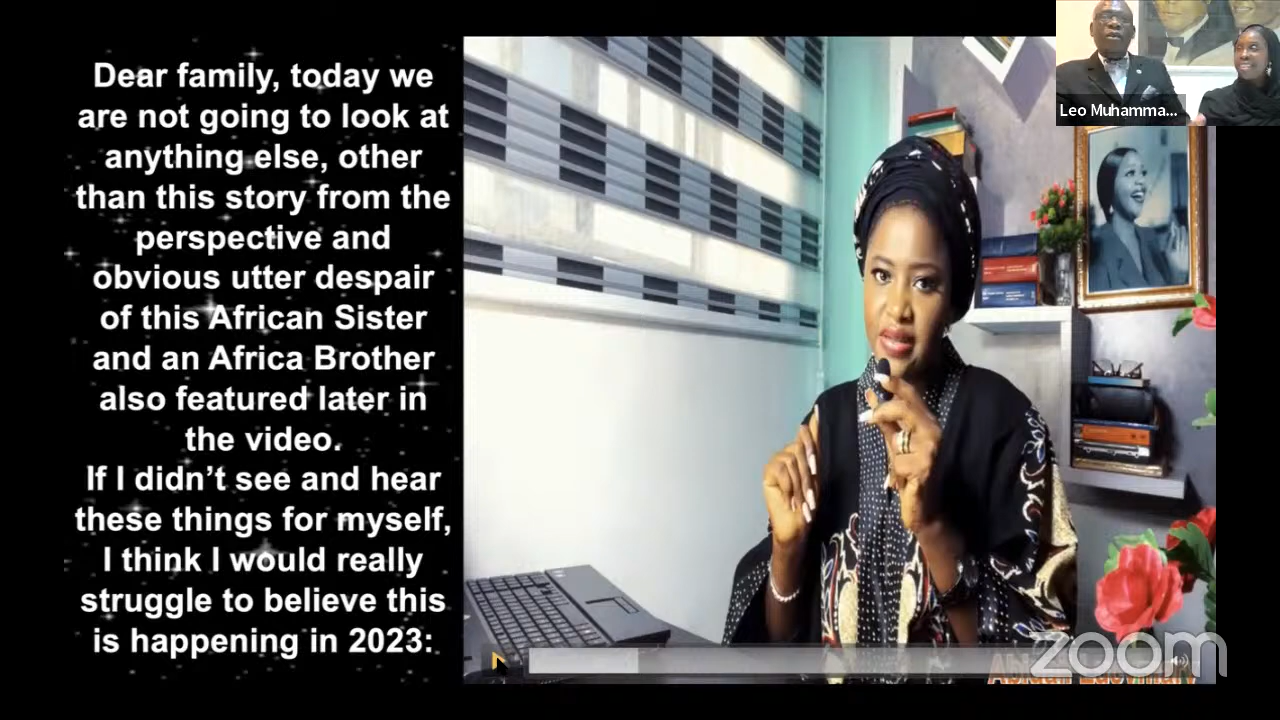 Dear family, today we
are not going to look at
anything else, other
than this story from the
perspective and
obvious utter despair
of this African Sister
and an Africa Brother
also featured later in
the video.
If I didn’t see and hear
these things for myself,
I think I would really
struggle to believe this
is happening in 2023:
Leo Muhamma...
zoom